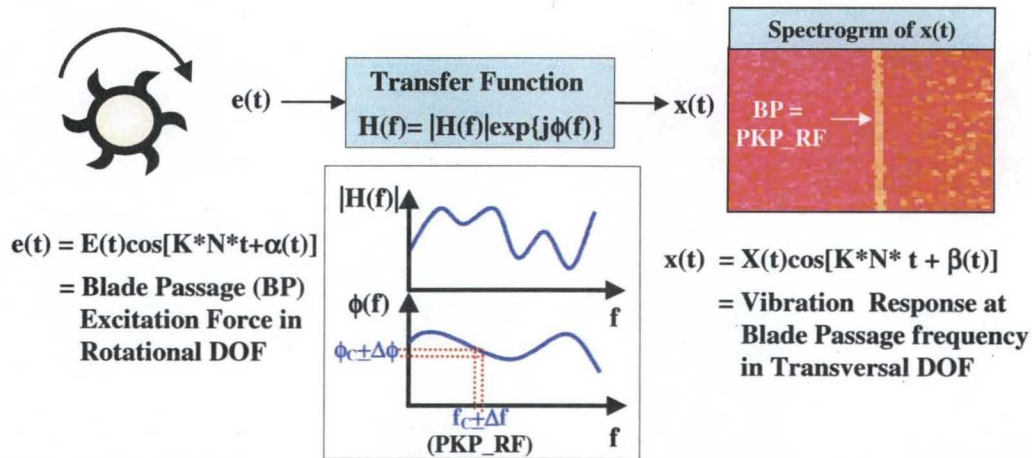 Spectrogrm of x(t)
e(t)
Transfer Function
H(f)= |H(f)|exp{jϕ(f)}
x(t)
BP =
PKP_RF
|H(f)|
f
ϕ(f)
ϕC±Δϕ
fC±Δf
(PKP_RF)
f
e(t) = E(t)cos[K*N*t+α(t)]
= Blade Passage (BP)
Excitation Force in
Rotational DOF
x(t) = X(t)cos[K*N* t + β(t)]
= Vibration Response at
Blade Passage frequency
in Transversal DOF